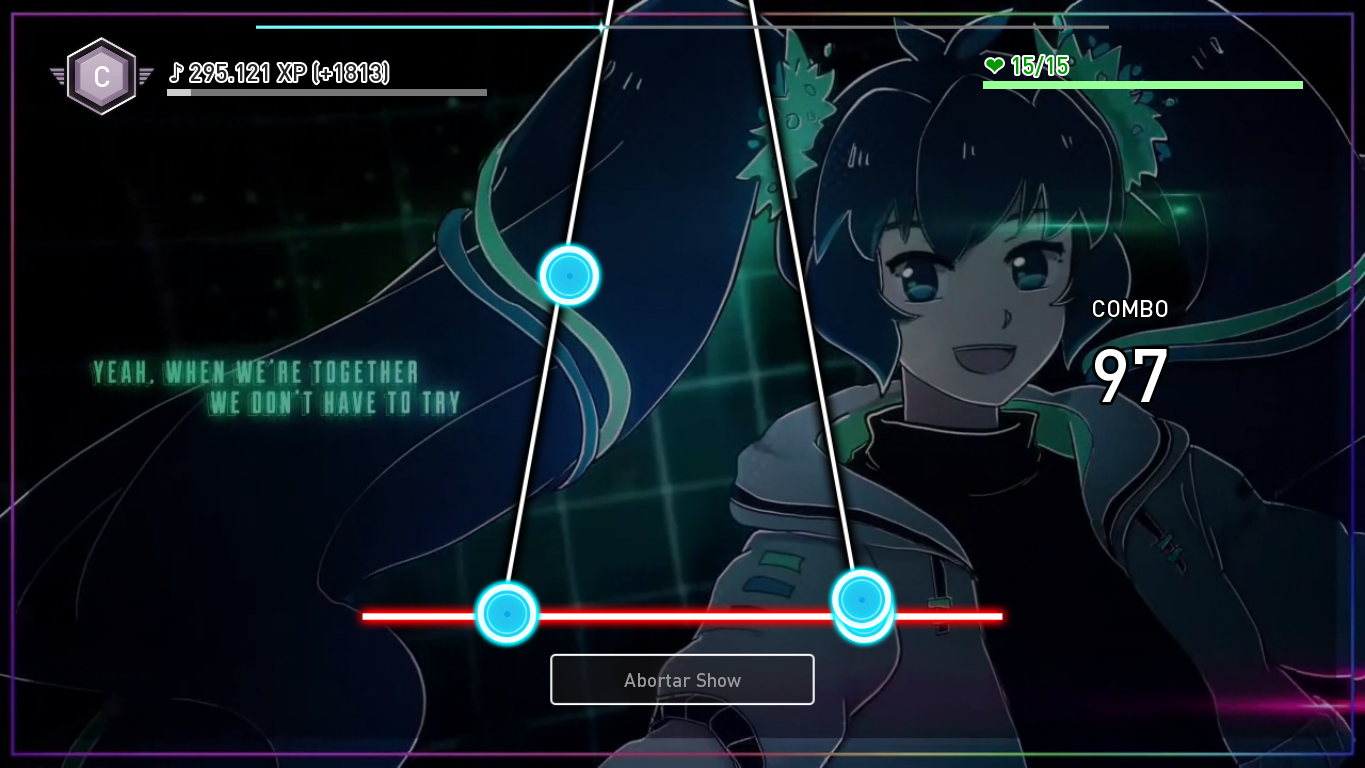 C
♪ 295.121 XP (+1813)
15/15
COMBO
97
YEAH, WHEN WE'RE TOGETHER
WE DON'T HAVE TO TRY
Abortar Show